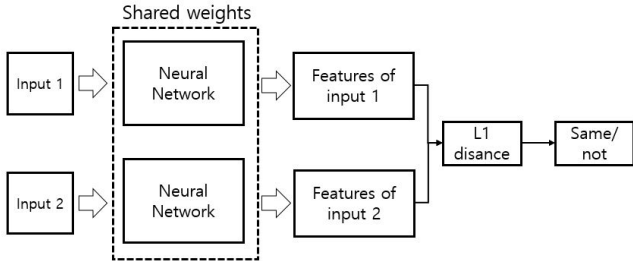 Shared weights
Input 1
Neural
Network
Features of
input 1
L1
disance
Same/
not
Input 2
Neural
Network
Features of
input 2